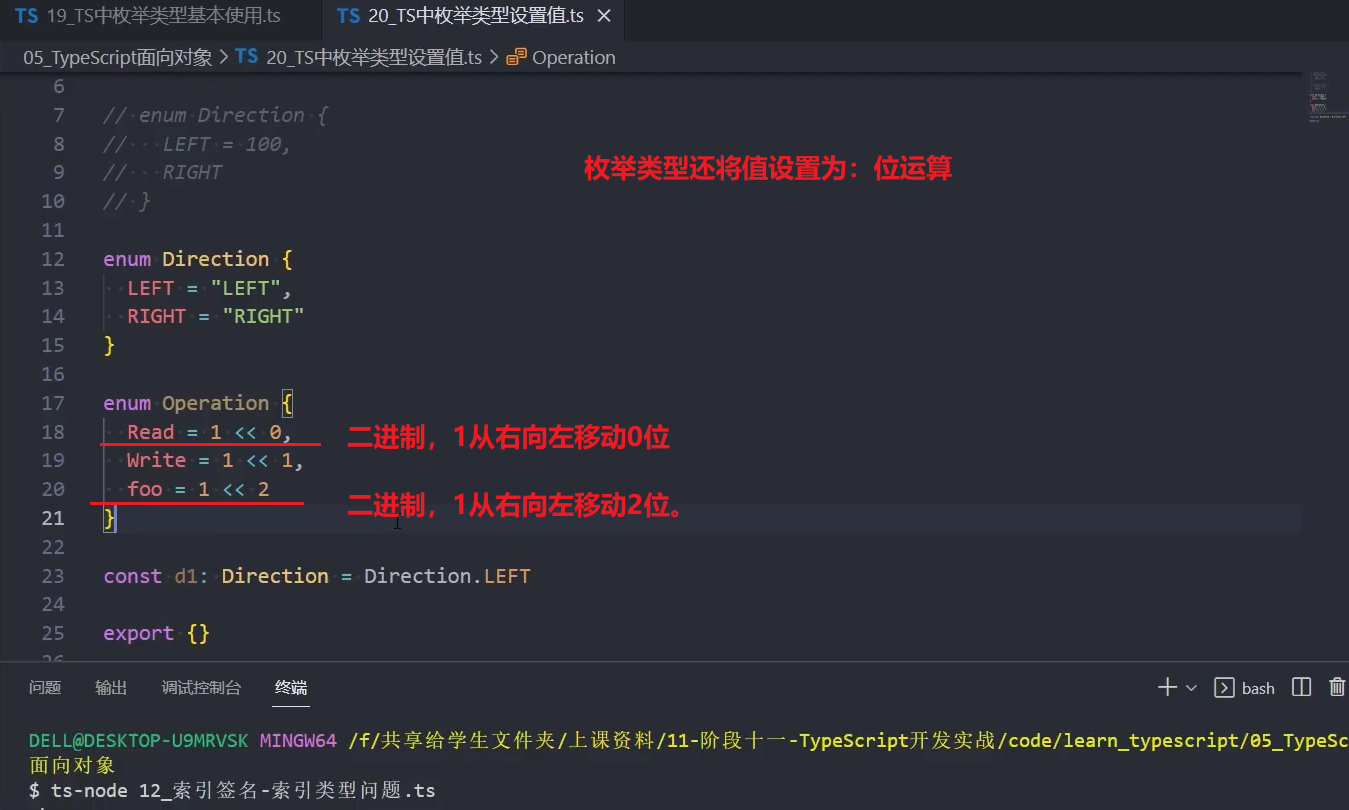 TS 19_TS中枚举类型基本使用.ts TS 20_TS中枚举类型设置值.ts ×
05_TypeScript面向对象 > TS 20_TS中枚举类型设置值.ts > Operation
6
7 // enum Direction {
8 //   LEFT = 100,
9 //   RIGHT
10 // }
枚举类型还将值设置为：位运算
11
12 enum Direction {
13   LEFT = "LEFT",
14   RIGHT = "RIGHT"
15 }
16
17 enum Operation {
18   Read = 1 << 0, 二进制，1从右向左移动0位
19   Write = 1 << 1,
20   foo = 1 << 2 二进制，1从右向左移动2位。
21 }
22
23 const d1: Direction = Direction.LEFT
24
25 export {}
26
问题 输出 调试控制台 终端 bash
DELL@DESKTOP-U9MRVSK MINGW64 /f/共享给学生文件夹/上课资料/11-阶段十一-TypeScript开发实战/code/learn_typescript/05_TypeSc
面向对象
$ ts-node 12_索引签名-索引类型问题.ts